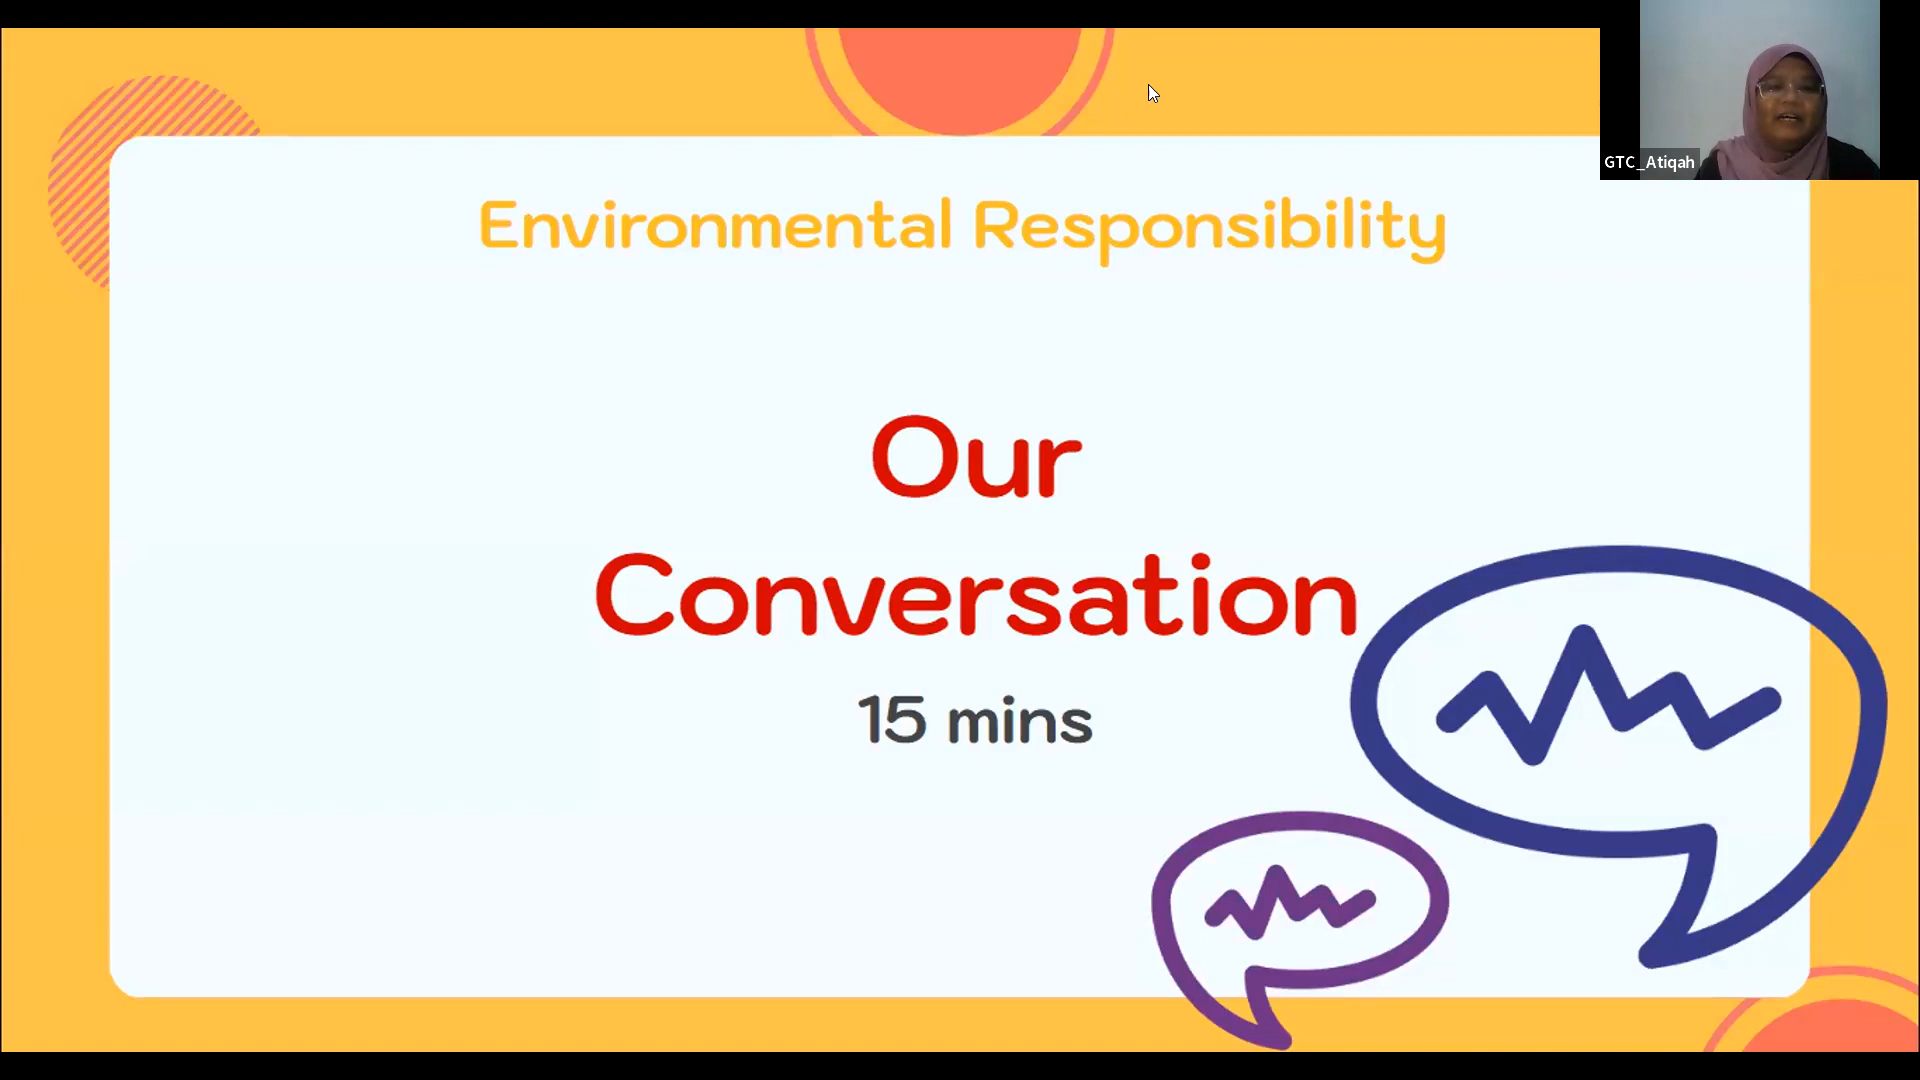 GTC_Atiqah
Environmental Responsibility
Our
Conversation
15 mins